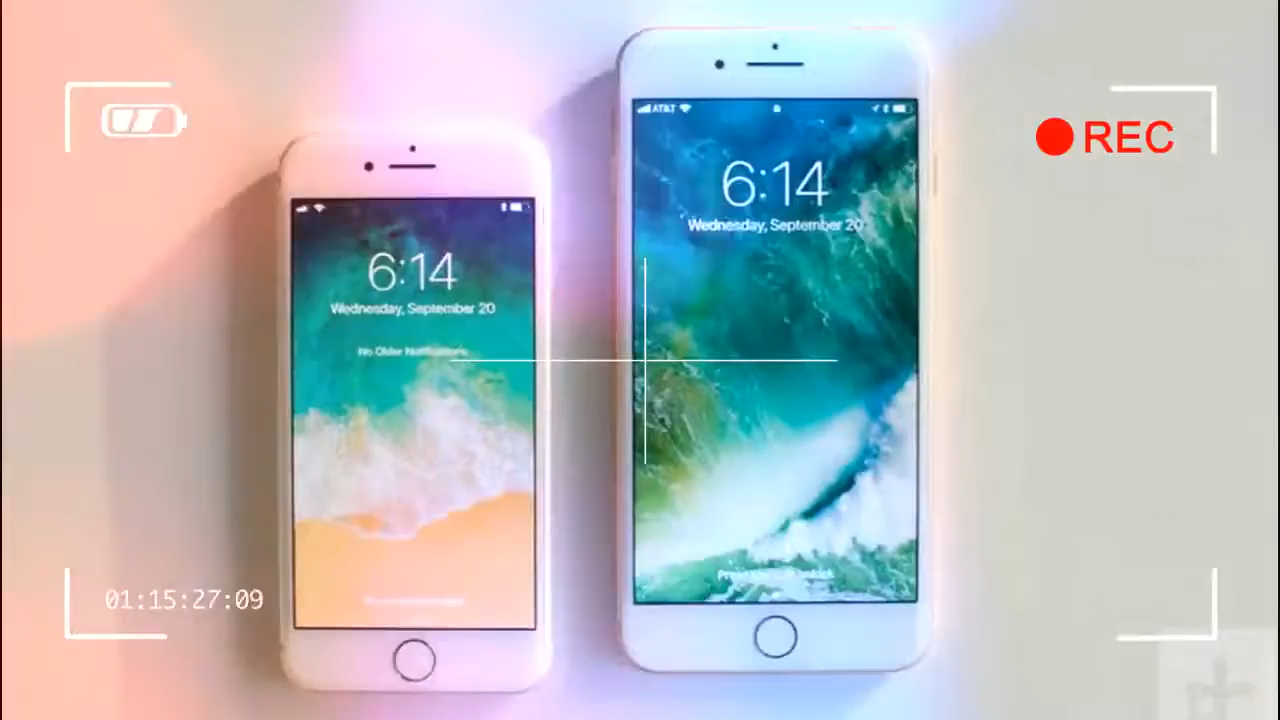 REC
AT&T
6:14
Wednesday, September 20
6:14
Wednesday, September 20
No Older Notifications
01:15:27:09